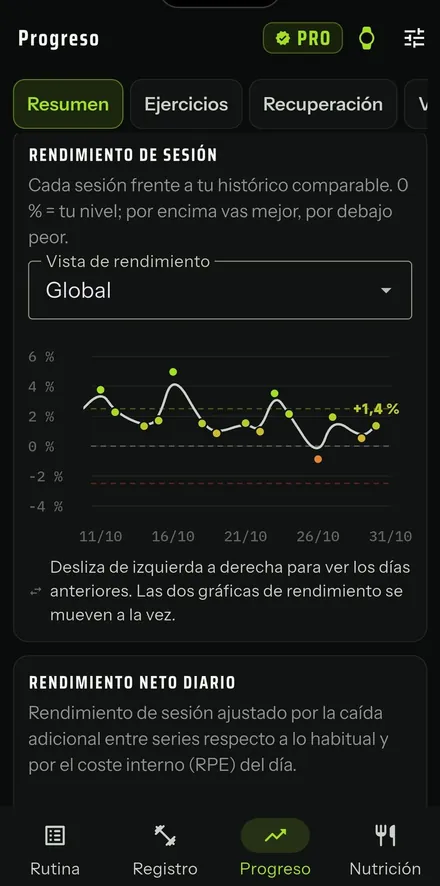 Progreso
PRO
Resumen
Ejercicios
Recuperación
V
RENDIMIENTO DE SESIÓN
Cada sesión frente a tu histórico comparable. 0
% = tu nivel; por encima vas mejor, por debajo
peor.
Vista de rendimiento
Global
6 %
4 %
2 %
0 %
-2 %
-4 %
+1,4 %
11/10
16/10
21/10
26/10
31/10
Desliza de izquierda a derecha para ver los días
anteriores. Las dos gráficas de rendimiento se
mueven a la vez.
RENDIMIENTO NETO DIARIO
Rendimiento de sesión ajustado por la caída
adicional entre series respecto a lo habitual y
por el coste interno (RPE) del día.
Rutina
Registro
Progreso
Nutrición